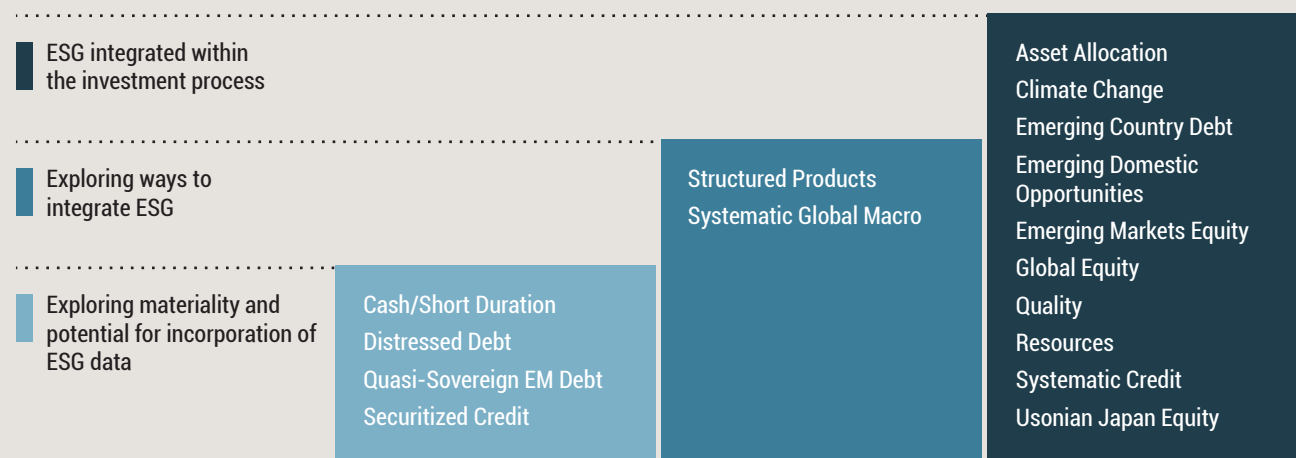 ESG integrated within
the investment process
Exploring ways to
integrate ESG
Exploring materiality and
potential for incorporation of
ESG data
Cash/Short Duration
Distressed Debt
Quasi-Sovereign EM Debt
Securitized Credit
Structured Products
Systematic Global Macro
Asset Allocation
Climate Change
Emerging Country Debt
Emerging Domestic
Opportunities
Emerging Markets Equity
Global Equity
Quality
Resources
Systematic Credit
Usonian Japan Equity